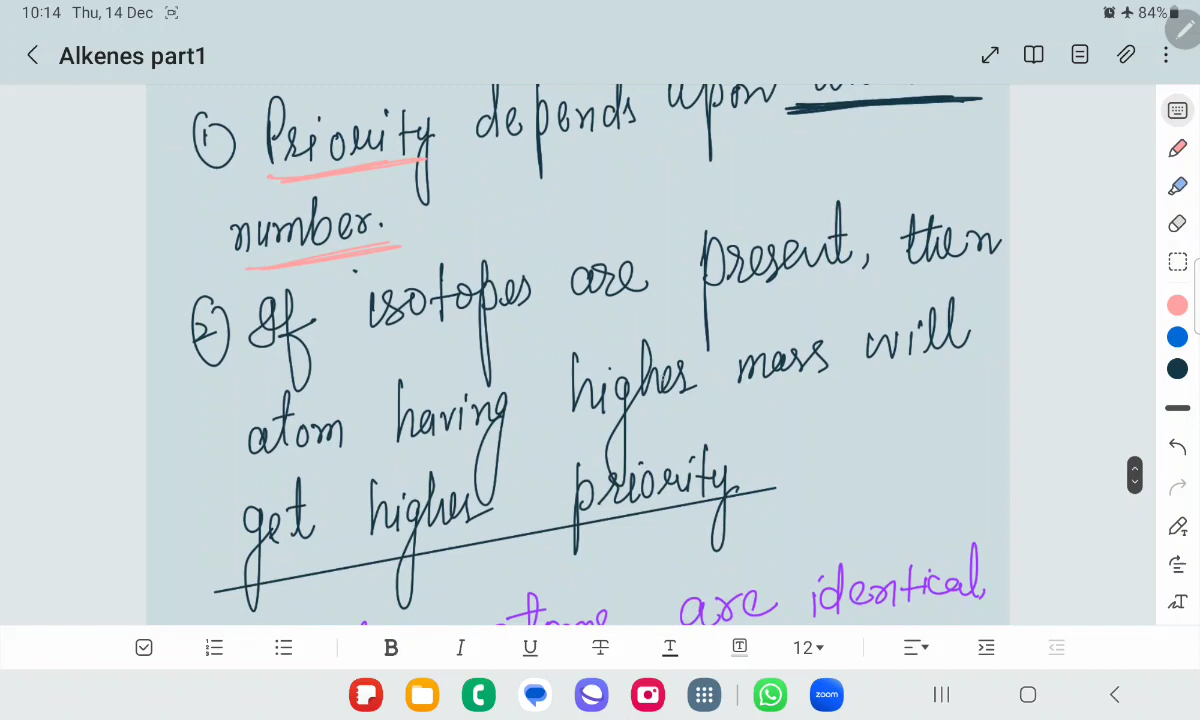 10:14 Thu, 14 Dec
84%
Alkenes part1
① Priority depends upon
number.
② If isotopes are present, then
atom having higher mass will
get higher priority
are identical,
B I U T T T 12
zoom